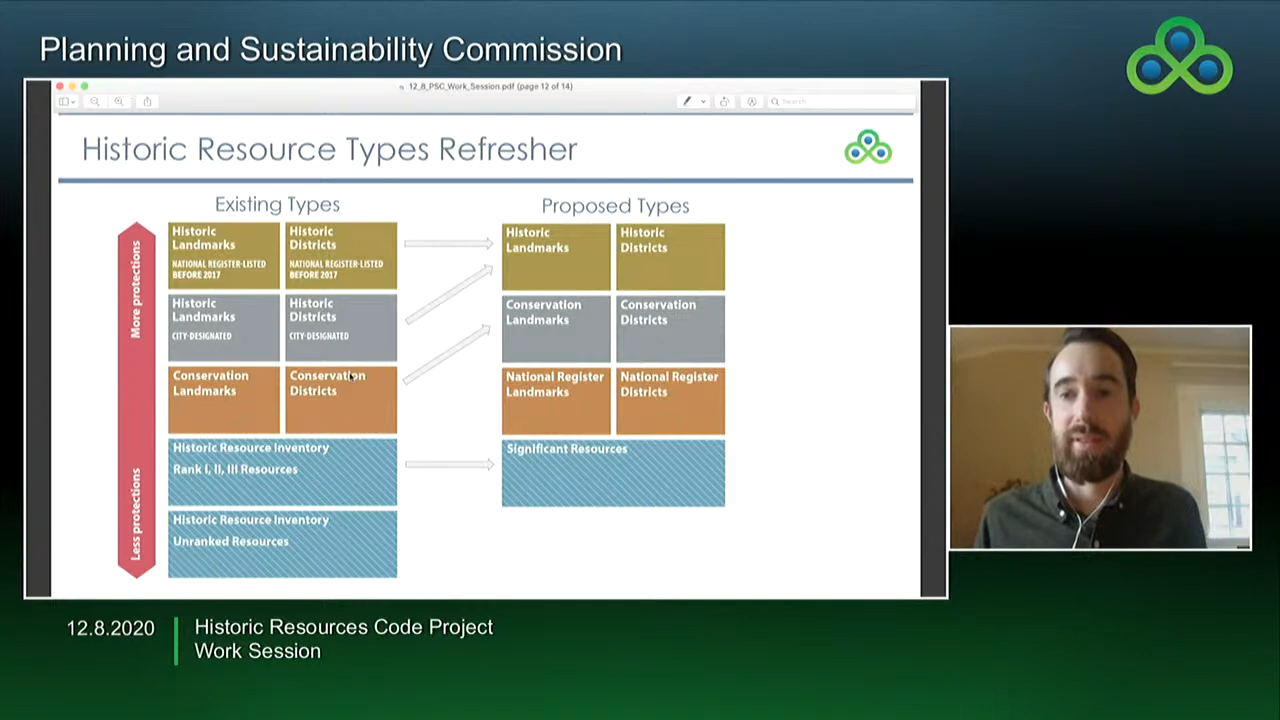 Planning and Sustainability Commission
12_8_PSC_Work_Session.pdf (page 12 of 14)
Search
Historic Resource Types Refresher
Existing Types
Proposed Types
More protections
Less protections
Historic
Landmarks
NATIONAL REGISTER-LISTED
BEFORE 2017
Historic
Districts
NATIONAL REGISTER-LISTED
BEFORE 2017
Historic
Landmarks
CITY-DESIGNATED
Historic
Districts
CITY-DESIGNATED
Conservation
Landmarks
Conservation
Districts
Historic Resource Inventory
Rank I, II, III Resources
Historic Resource Inventory
Unranked Resources
Historic
Landmarks
Historic
Districts
Conservation
Landmarks
Conservation
Districts
National Register
Landmarks
National Register
Districts
Significant Resources
12.8.2020
Historic Resources Code Project
Work Session